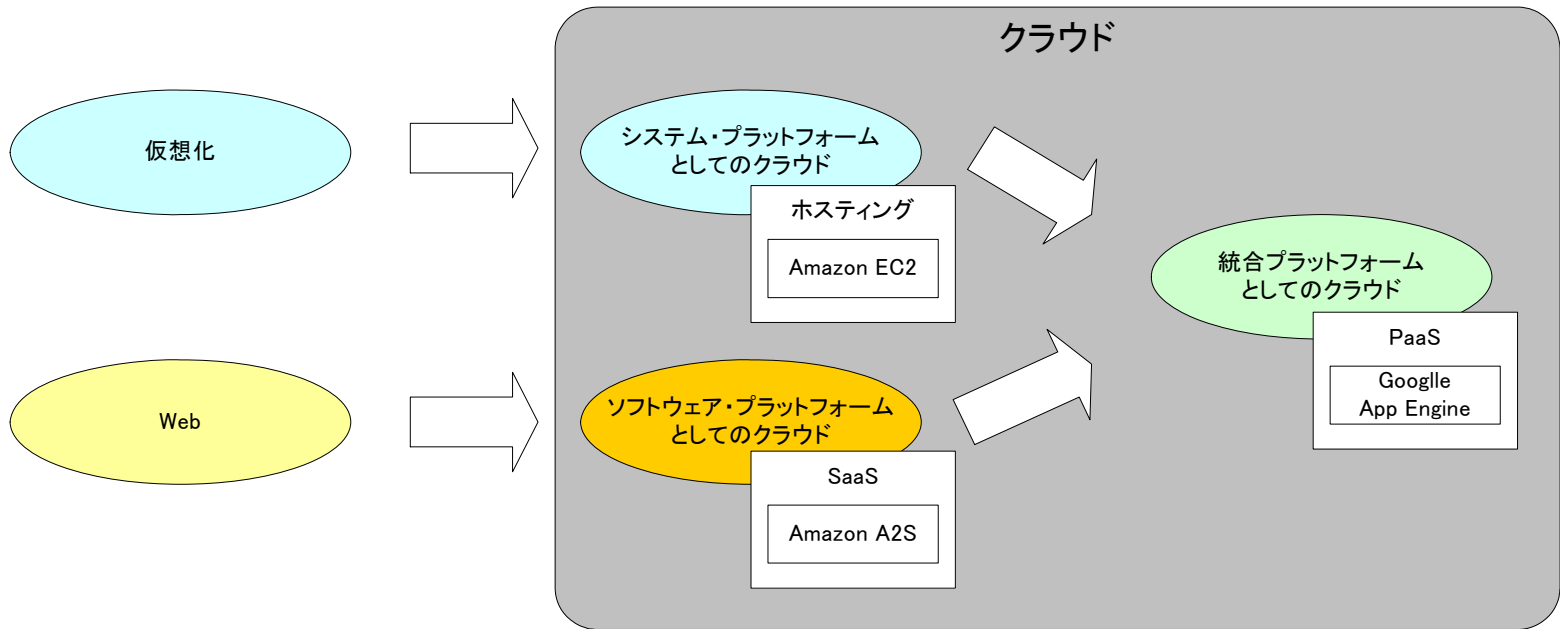 クラウド
仮想化
システム・プラットフォーム
としてのクラウド
ホスティング
Amazon EC2
統合プラットフォーム
としてのクラウド
PaaS
Googlle
App Engine
Web
ソフトウェア・プラットフォーム
としてのクラウド
SaaS
Amazon A2S